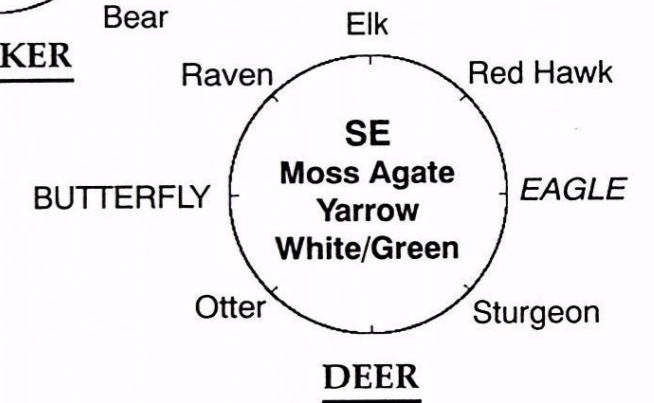 Bear
KER
Elk
Raven
Red Hawk
SE
Moss Agate
Yarrow
White/Green
BUTTERFLY
EAGLE
Otter
Sturgeon
DEER